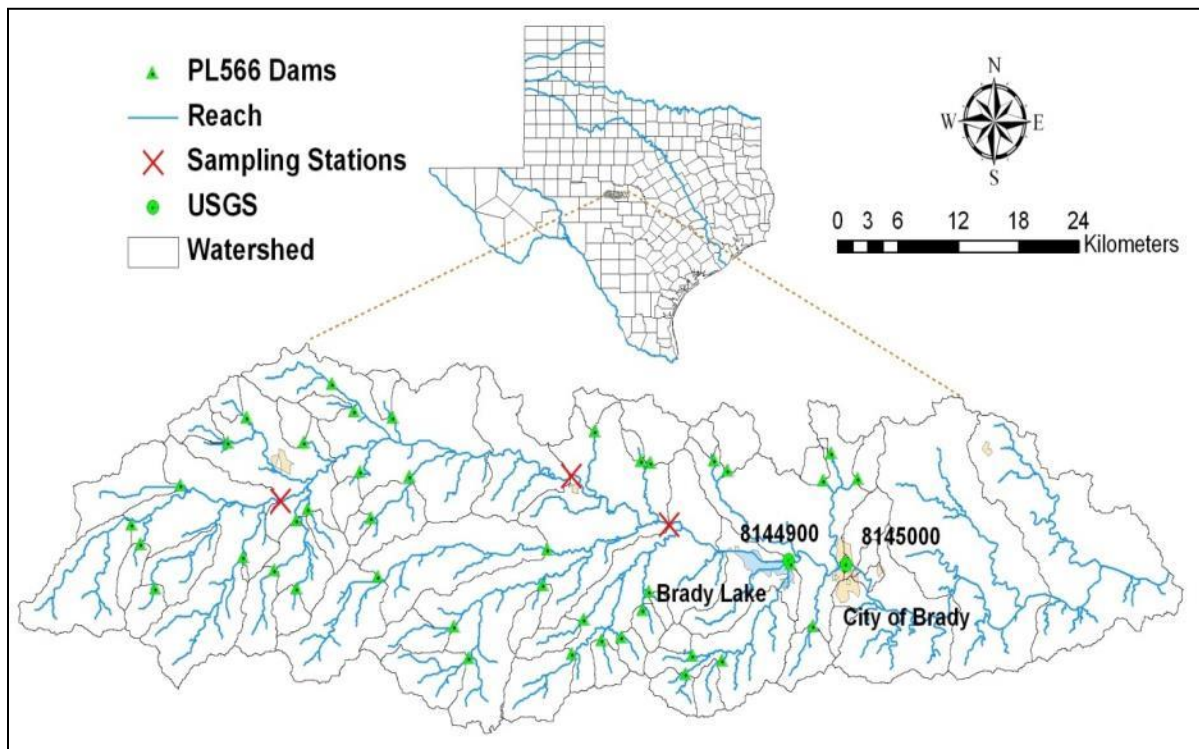 PL566 Dams
Reach
Sampling Stations
USGS
Watershed
N
W E
S
0 3 6 12 18 24
Kilometers
8144900
8145000
Brady Lake
City of Brady